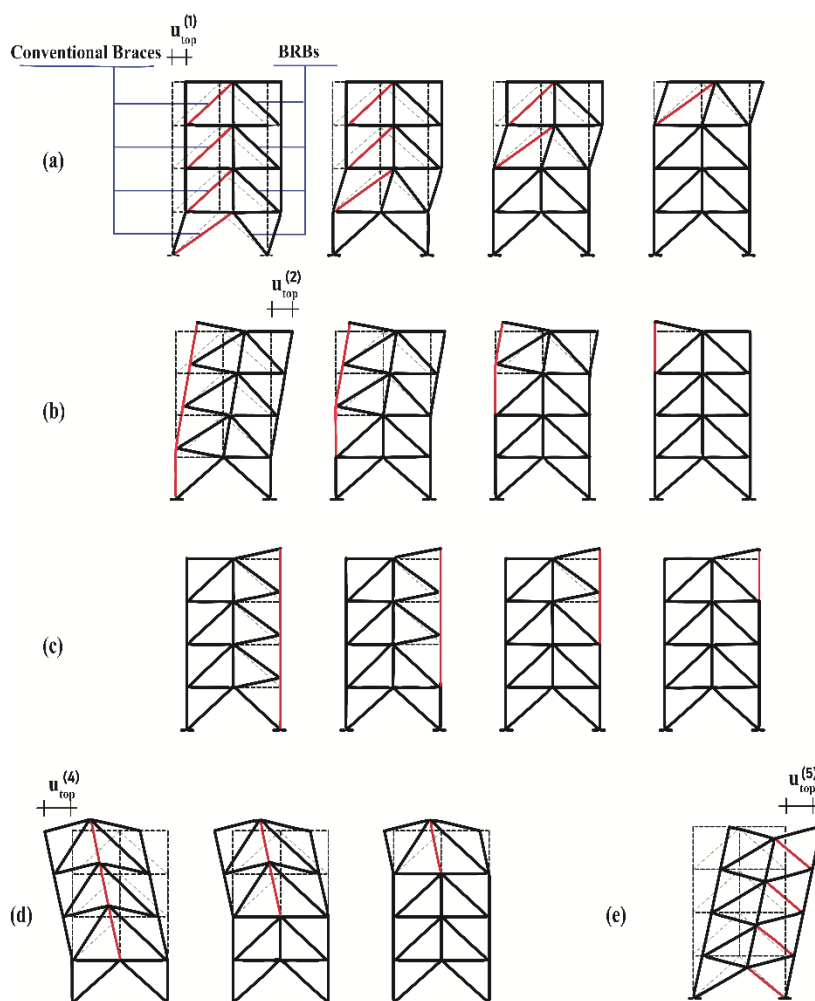 u_top^(1)
Conventional Braces BRBs
(a)
u_top^(2)
(b)
(c)
u_top^(4) u_top^(5)
(d) (e)